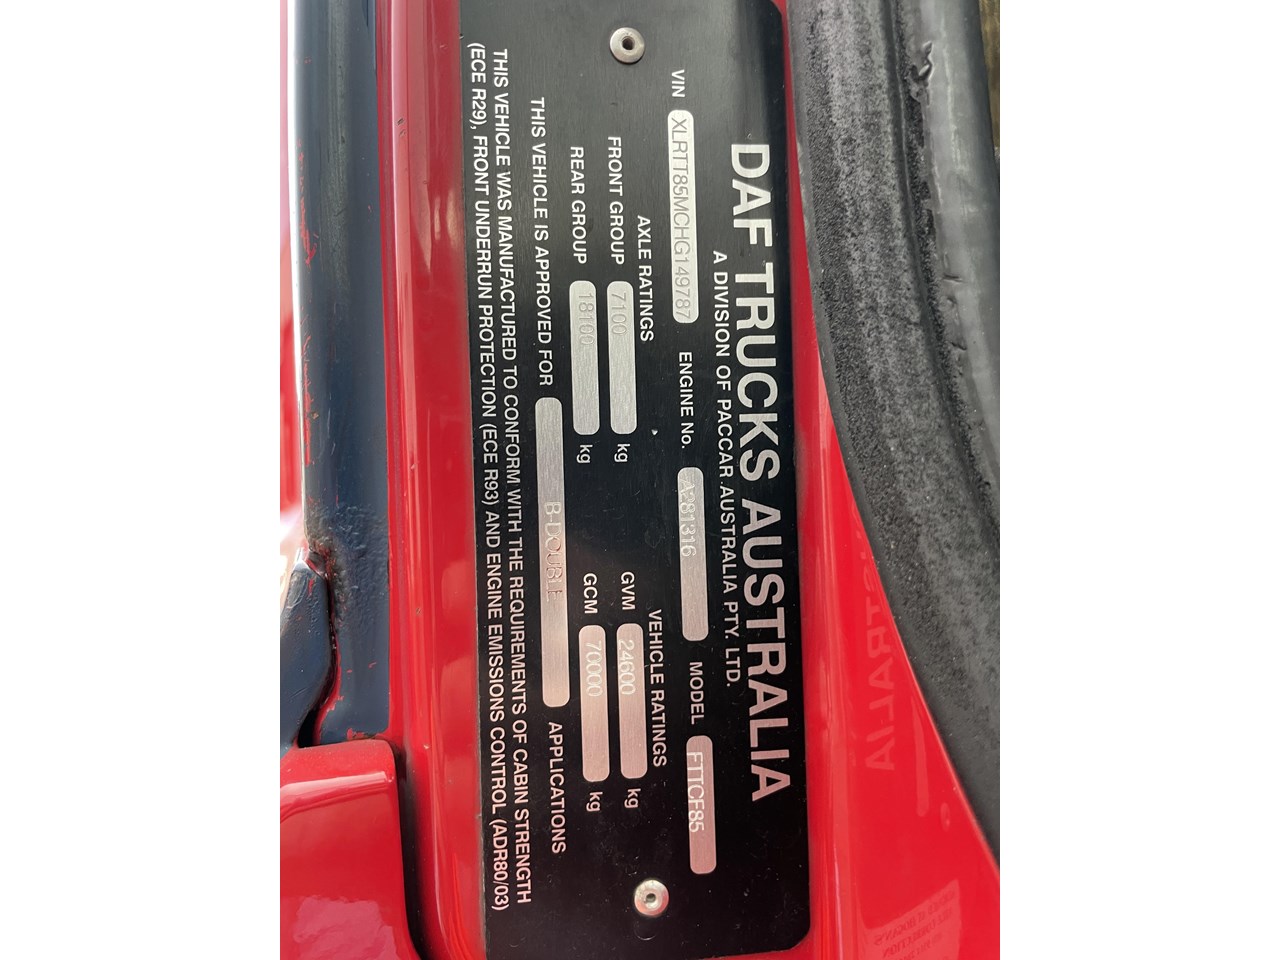 DAF TRUCKS AUSTRALIA
A DIVISION OF PACCAR AUSTRALIA PTY. LTD.
VIN XLRTT85MCHG149787 ENGINE No. A281316 MODEL FTTCF85
AXLE RATINGS VEHICLE RATINGS
FRONT GROUP 7100 kg GVM 24600 kg
REAR GROUP 18100 kg GCM 70000 kg
THIS VEHICLE IS APPROVED FOR B-DOUBLE APPLICATIONS
THIS VEHICLE WAS MANUFACTURED TO CONFORM WITH THE REQUIREMENTS OF CABIN STRENGTH
(ECE R29), FRONT UNDERRUN PROTECTION (ECE R93) AND ENGINE EMISSIONS CONTROL (ADR80/03)